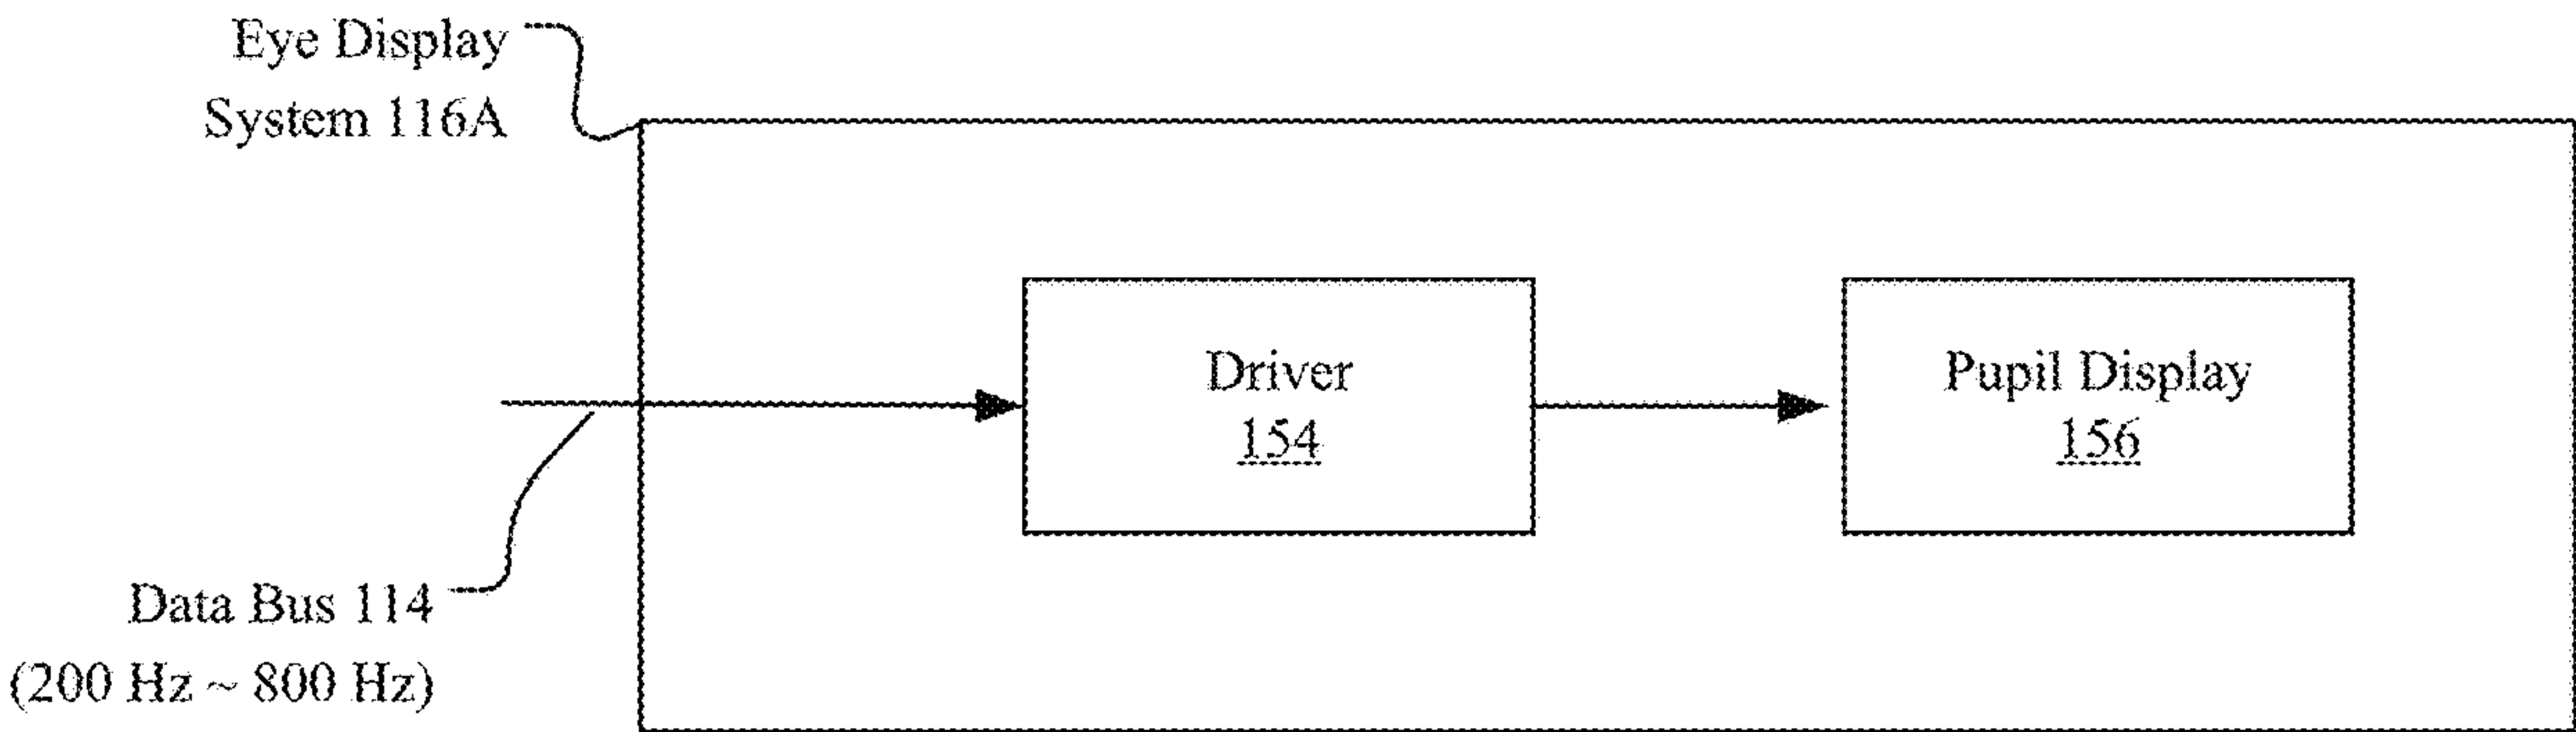 Eye Display
System 116A
Driver
154
Pupil Display
156
Data Bus 114
(200 Hz ~ 800 Hz)